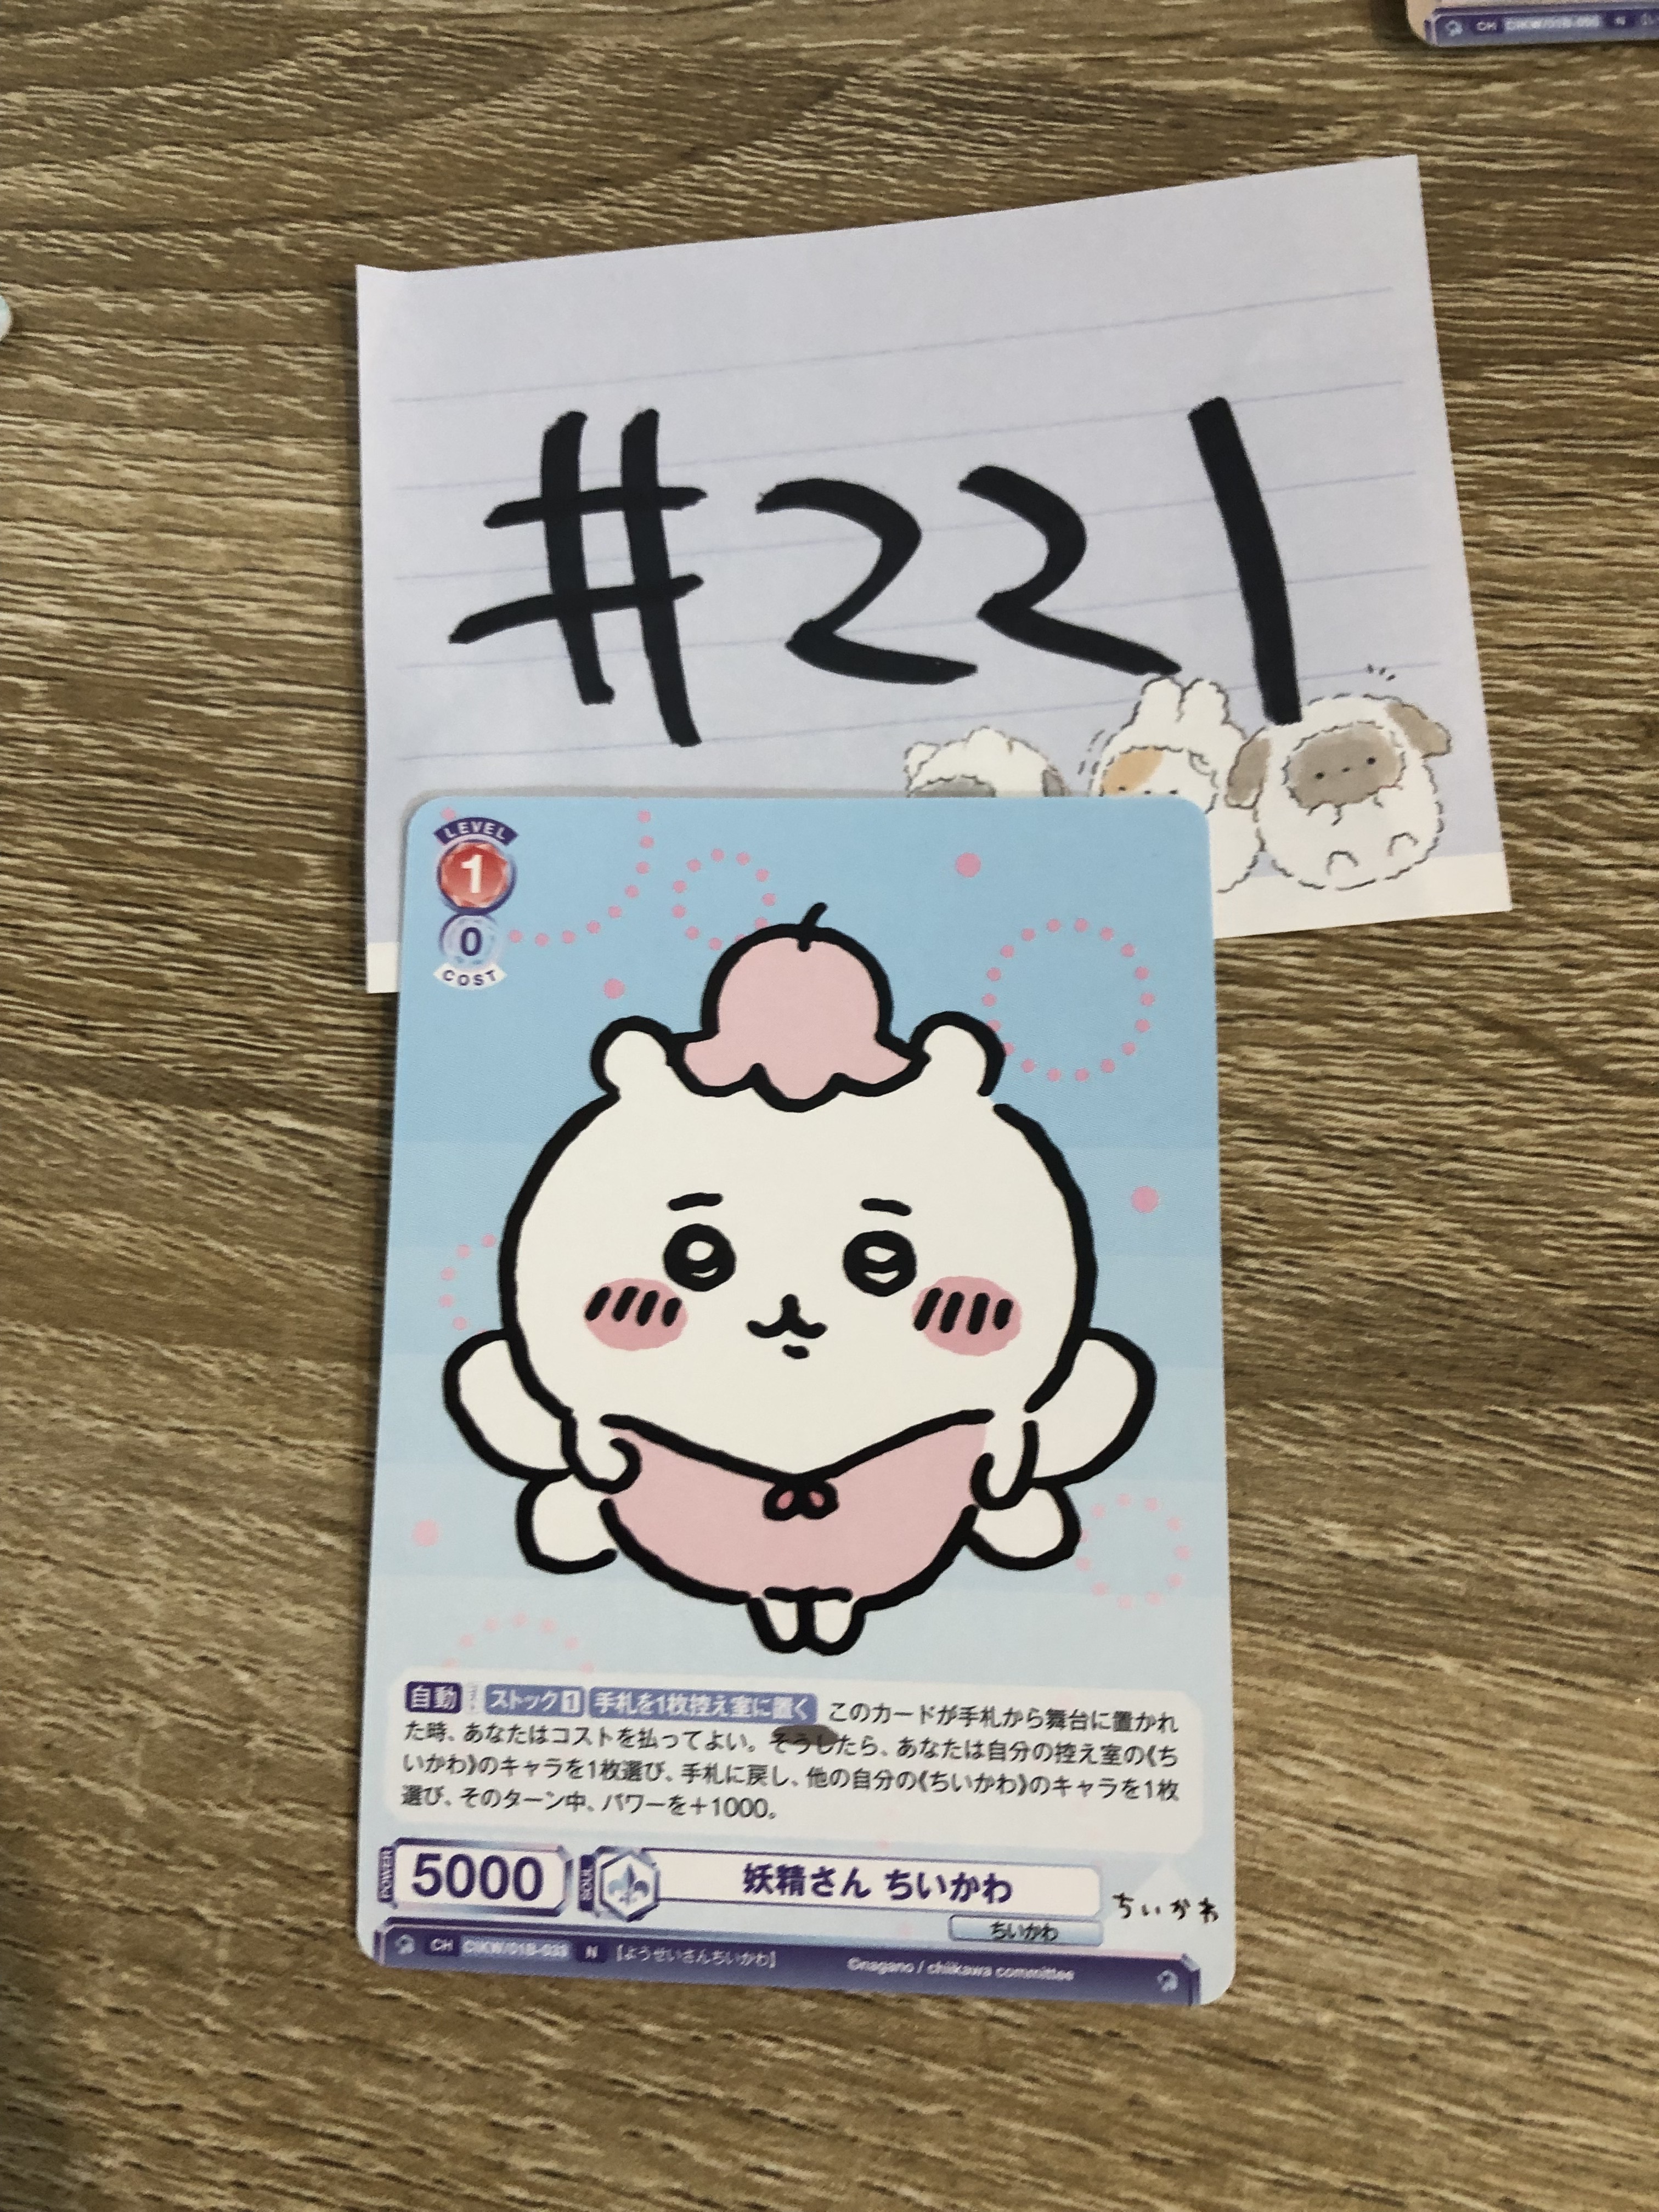 CH CIKW/01B-0 N
#221
LEVEL
1
0
COST
自動 ストック1 手札を1枚控え室に置く このカードが手札から舞台に置かれ
た時、あなたはコストを払ってよい。そうしたら、あなたは自分の控え室の《ち
いかわ》のキャラを1枚選び、手札に戻し、他の自分の《ちいかわ》のキャラを1枚
選び、そのターン中、パワーを+1000。
POWER 5000 SOUL 妖精さん ちいかわ
ちいかわ
ちいかわ
CH CIKW/01B-033 N 【ようせいさんちいかわ】 ©nagano / chiikawa committee